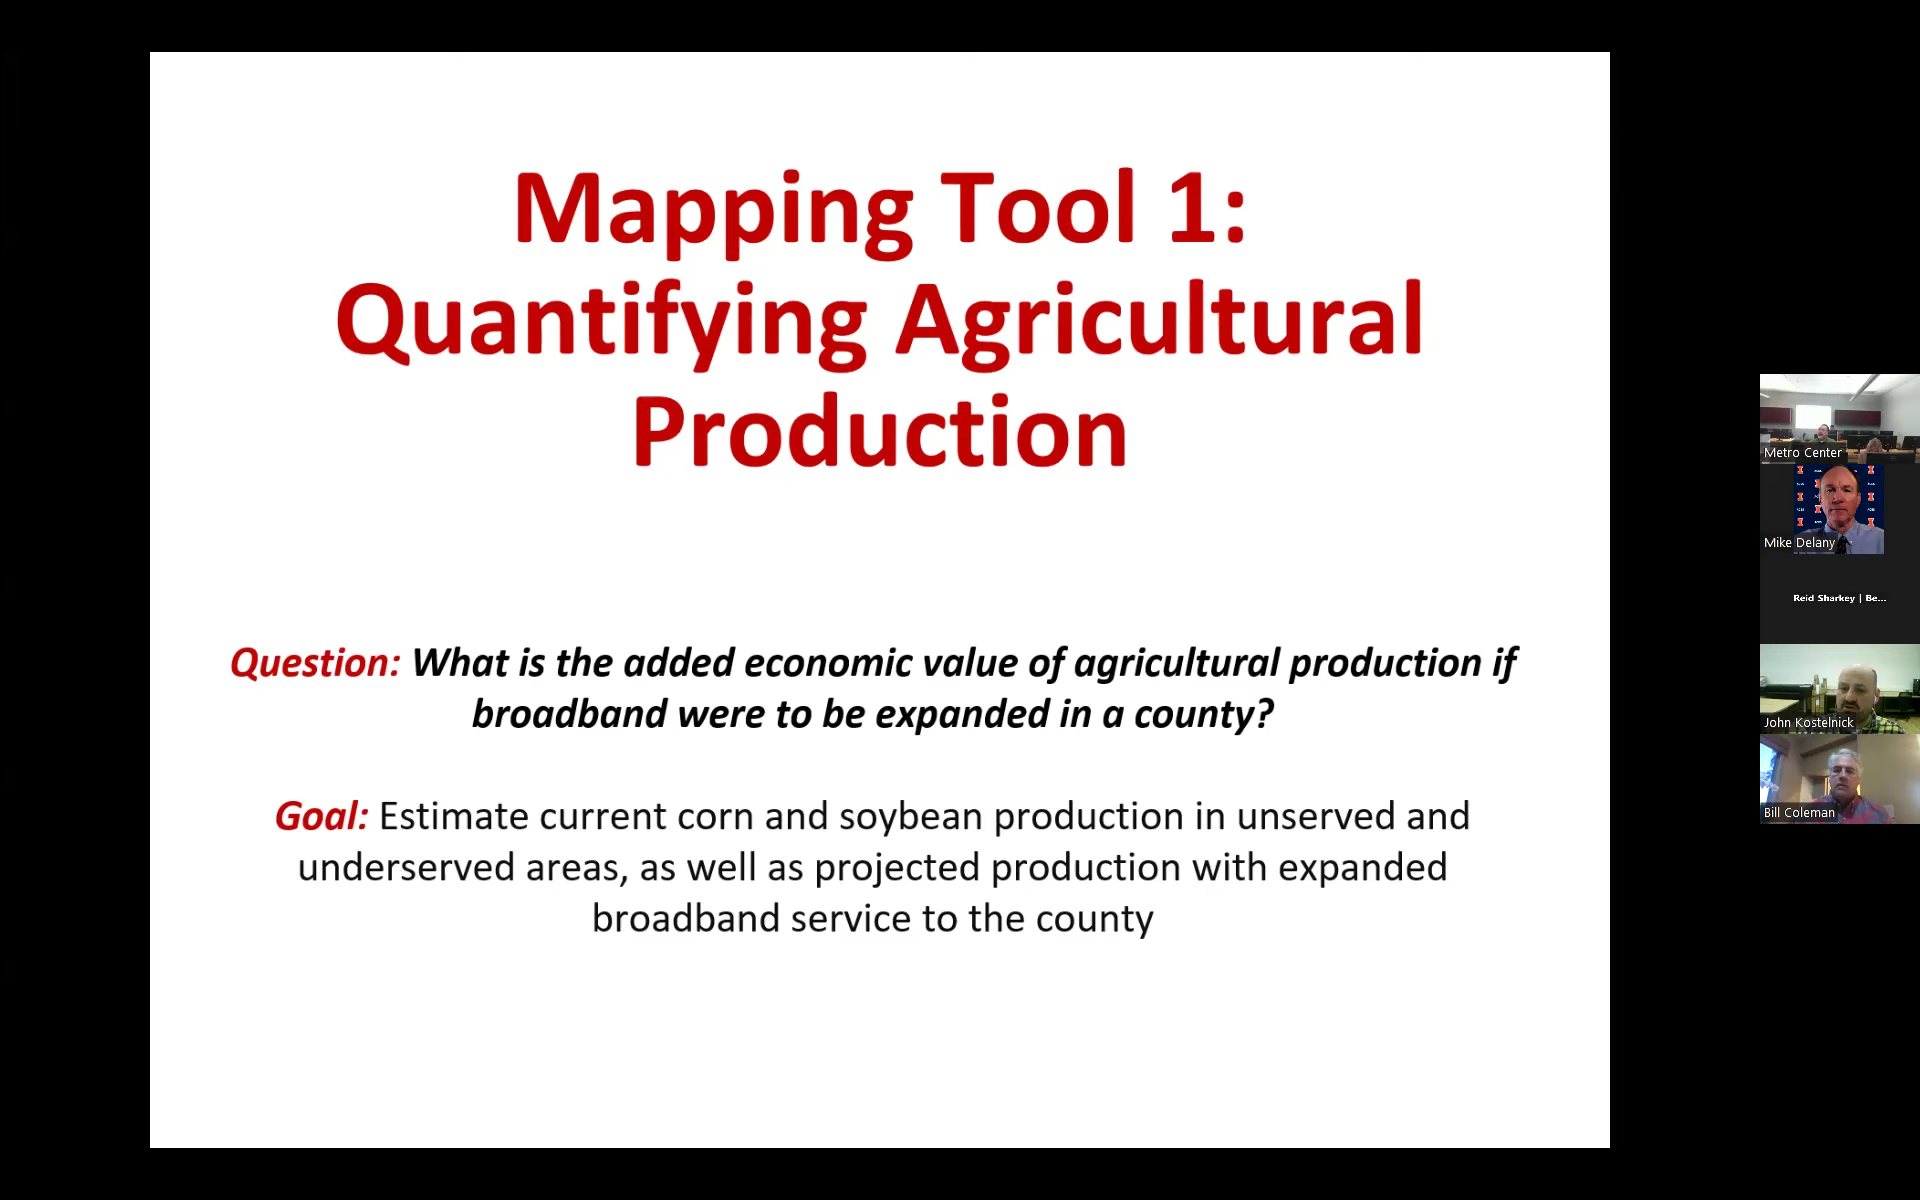 Mapping Tool 1:
Quantifying Agricultural
Production
Question: What is the added economic value of agricultural production if
broadband were to be expanded in a county?
Goal: Estimate current corn and soybean production in unserved and
underserved areas, as well as projected production with expanded
broadband service to the county
Metro Center
Mike Delany
Reid Sharkey | Be...
John Kostelnick
Bill Coleman